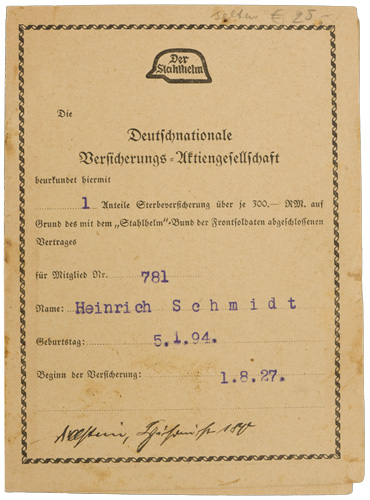 selten € 25.-
Der
Stahlhelm
Die
Deutschnationale
Versicherungs-Aktiengesellschaft
beurkundet hiermit
1 Anteile Sterbeversicherung über je 300.— RM. auf
Grund des mit dem „Stahlhelm"-Bund der Frontsoldaten abgeschlossenen
Vertrages
für Mitglied Nr. 781
Name: Heinrich Schmidt
Geburtstag: 5.1.94.
Beginn der Versicherung: 1.8.27.